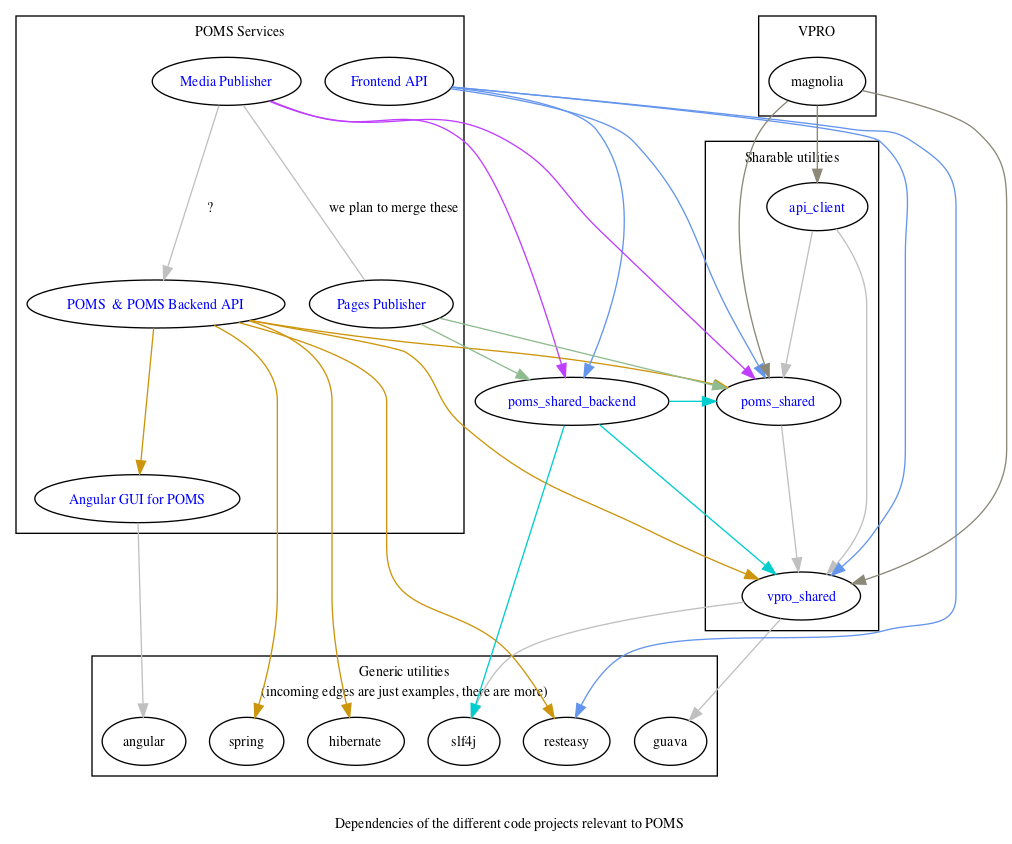 POMS Services
VPRO
Media Publisher
Frontend API
magnolia
Sharable utilities
?
we plan to merge these
api_client
POMS & POMS Backend API
Pages Publisher
poms_shared_backend
poms_shared
Angular GUI for POMS
vpro_shared
Generic utilities
(incoming edges are just examples, there are more)
angular
spring
hibernate
slf4j
resteasy
guava
Dependencies of the different code projects relevant to POMS